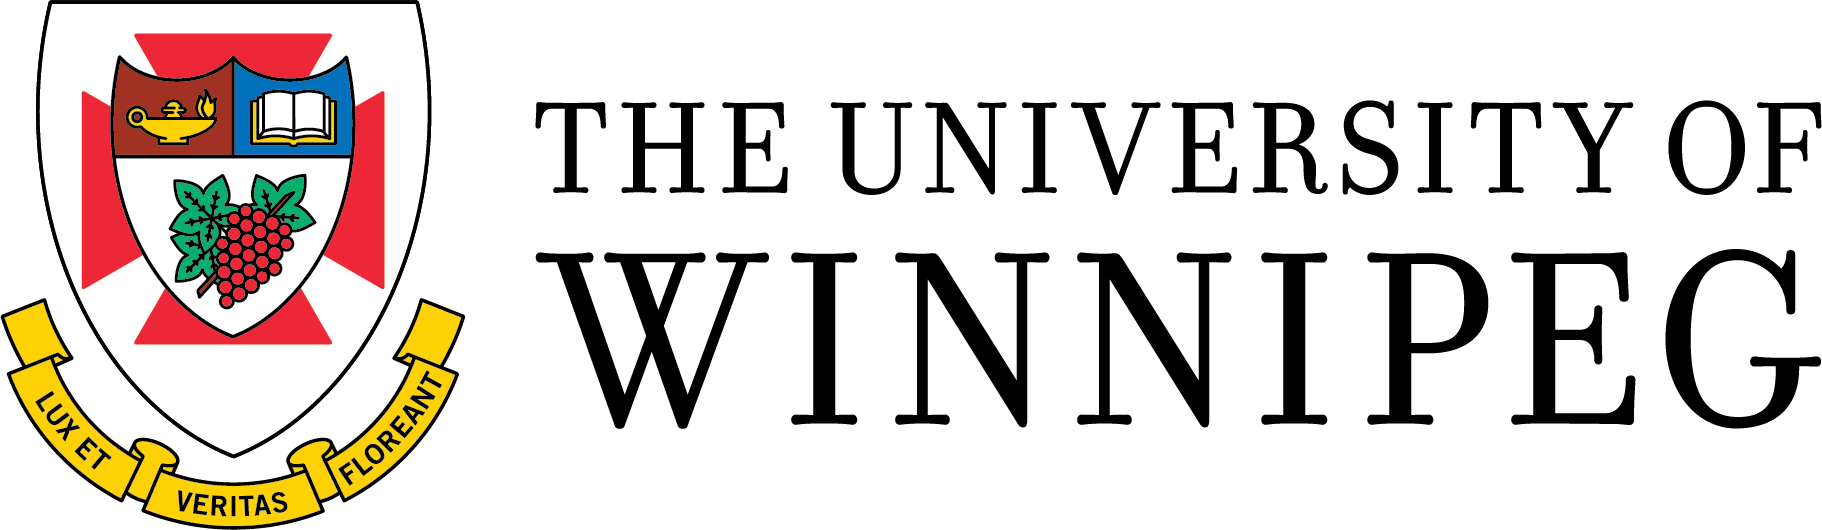 THE UNIVERSITY OF
WINNIPEG
LUX ET
VERITAS
FLOREANT